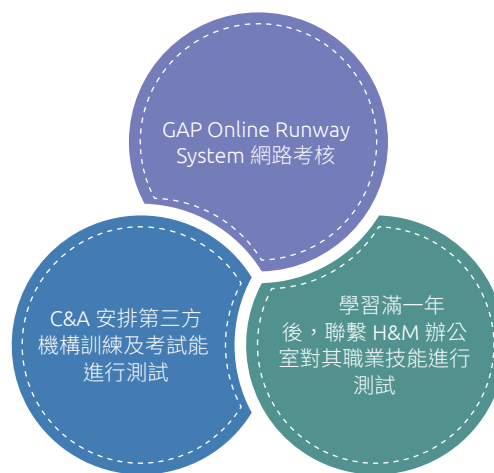 GAP Online Runway
System 網路考核
C&A 安排第三方
機構訓練及考試能
進行測試
學習滿一年
後，聯繫 H&M 辦公
室對其職業技能進行
測試